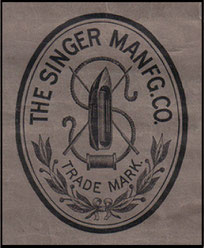 THE SINGER MANFG. CO.
TRADE MARK.